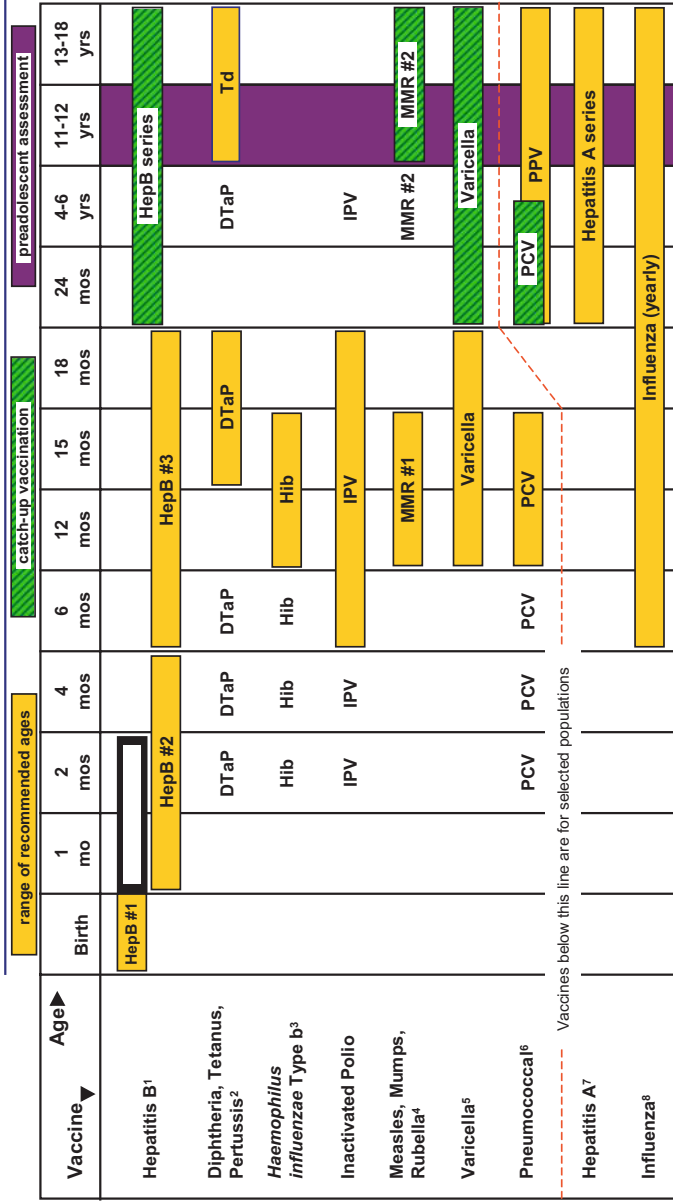 range of recommended ages
catch-up vaccination
preadolescent assessment
Vaccine▼
Age▶
Birth
1
mo
2
mos
4
mos
6
mos
12
mos
15
mos
18
mos
24
mos
4-6
yrs
11-12
yrs
13-18
yrs
Hepatitis B¹
HepB #1
HepB #2
HepB #3
HepB series
Diphtheria, Tetanus,
Pertussis²
DTaP
DTaP
DTaP
DTaP
DTaP
Td
Haemophilus
influenzae Type b³
Hib
Hib
Hib
Hib
Inactivated Polio
IPV
IPV
IPV
IPV
Measles, Mumps,
Rubella⁴
MMR #1
MMR #2
MMR #2
Varicella⁵
Varicella
Varicella
Pneumococcal⁶
PCV
PCV
PCV
PCV
PCV
PPV
Vaccines below this line are for selected populations
Hepatitis A⁷
Hepatitis A series
Influenza⁸
Influenza (yearly)